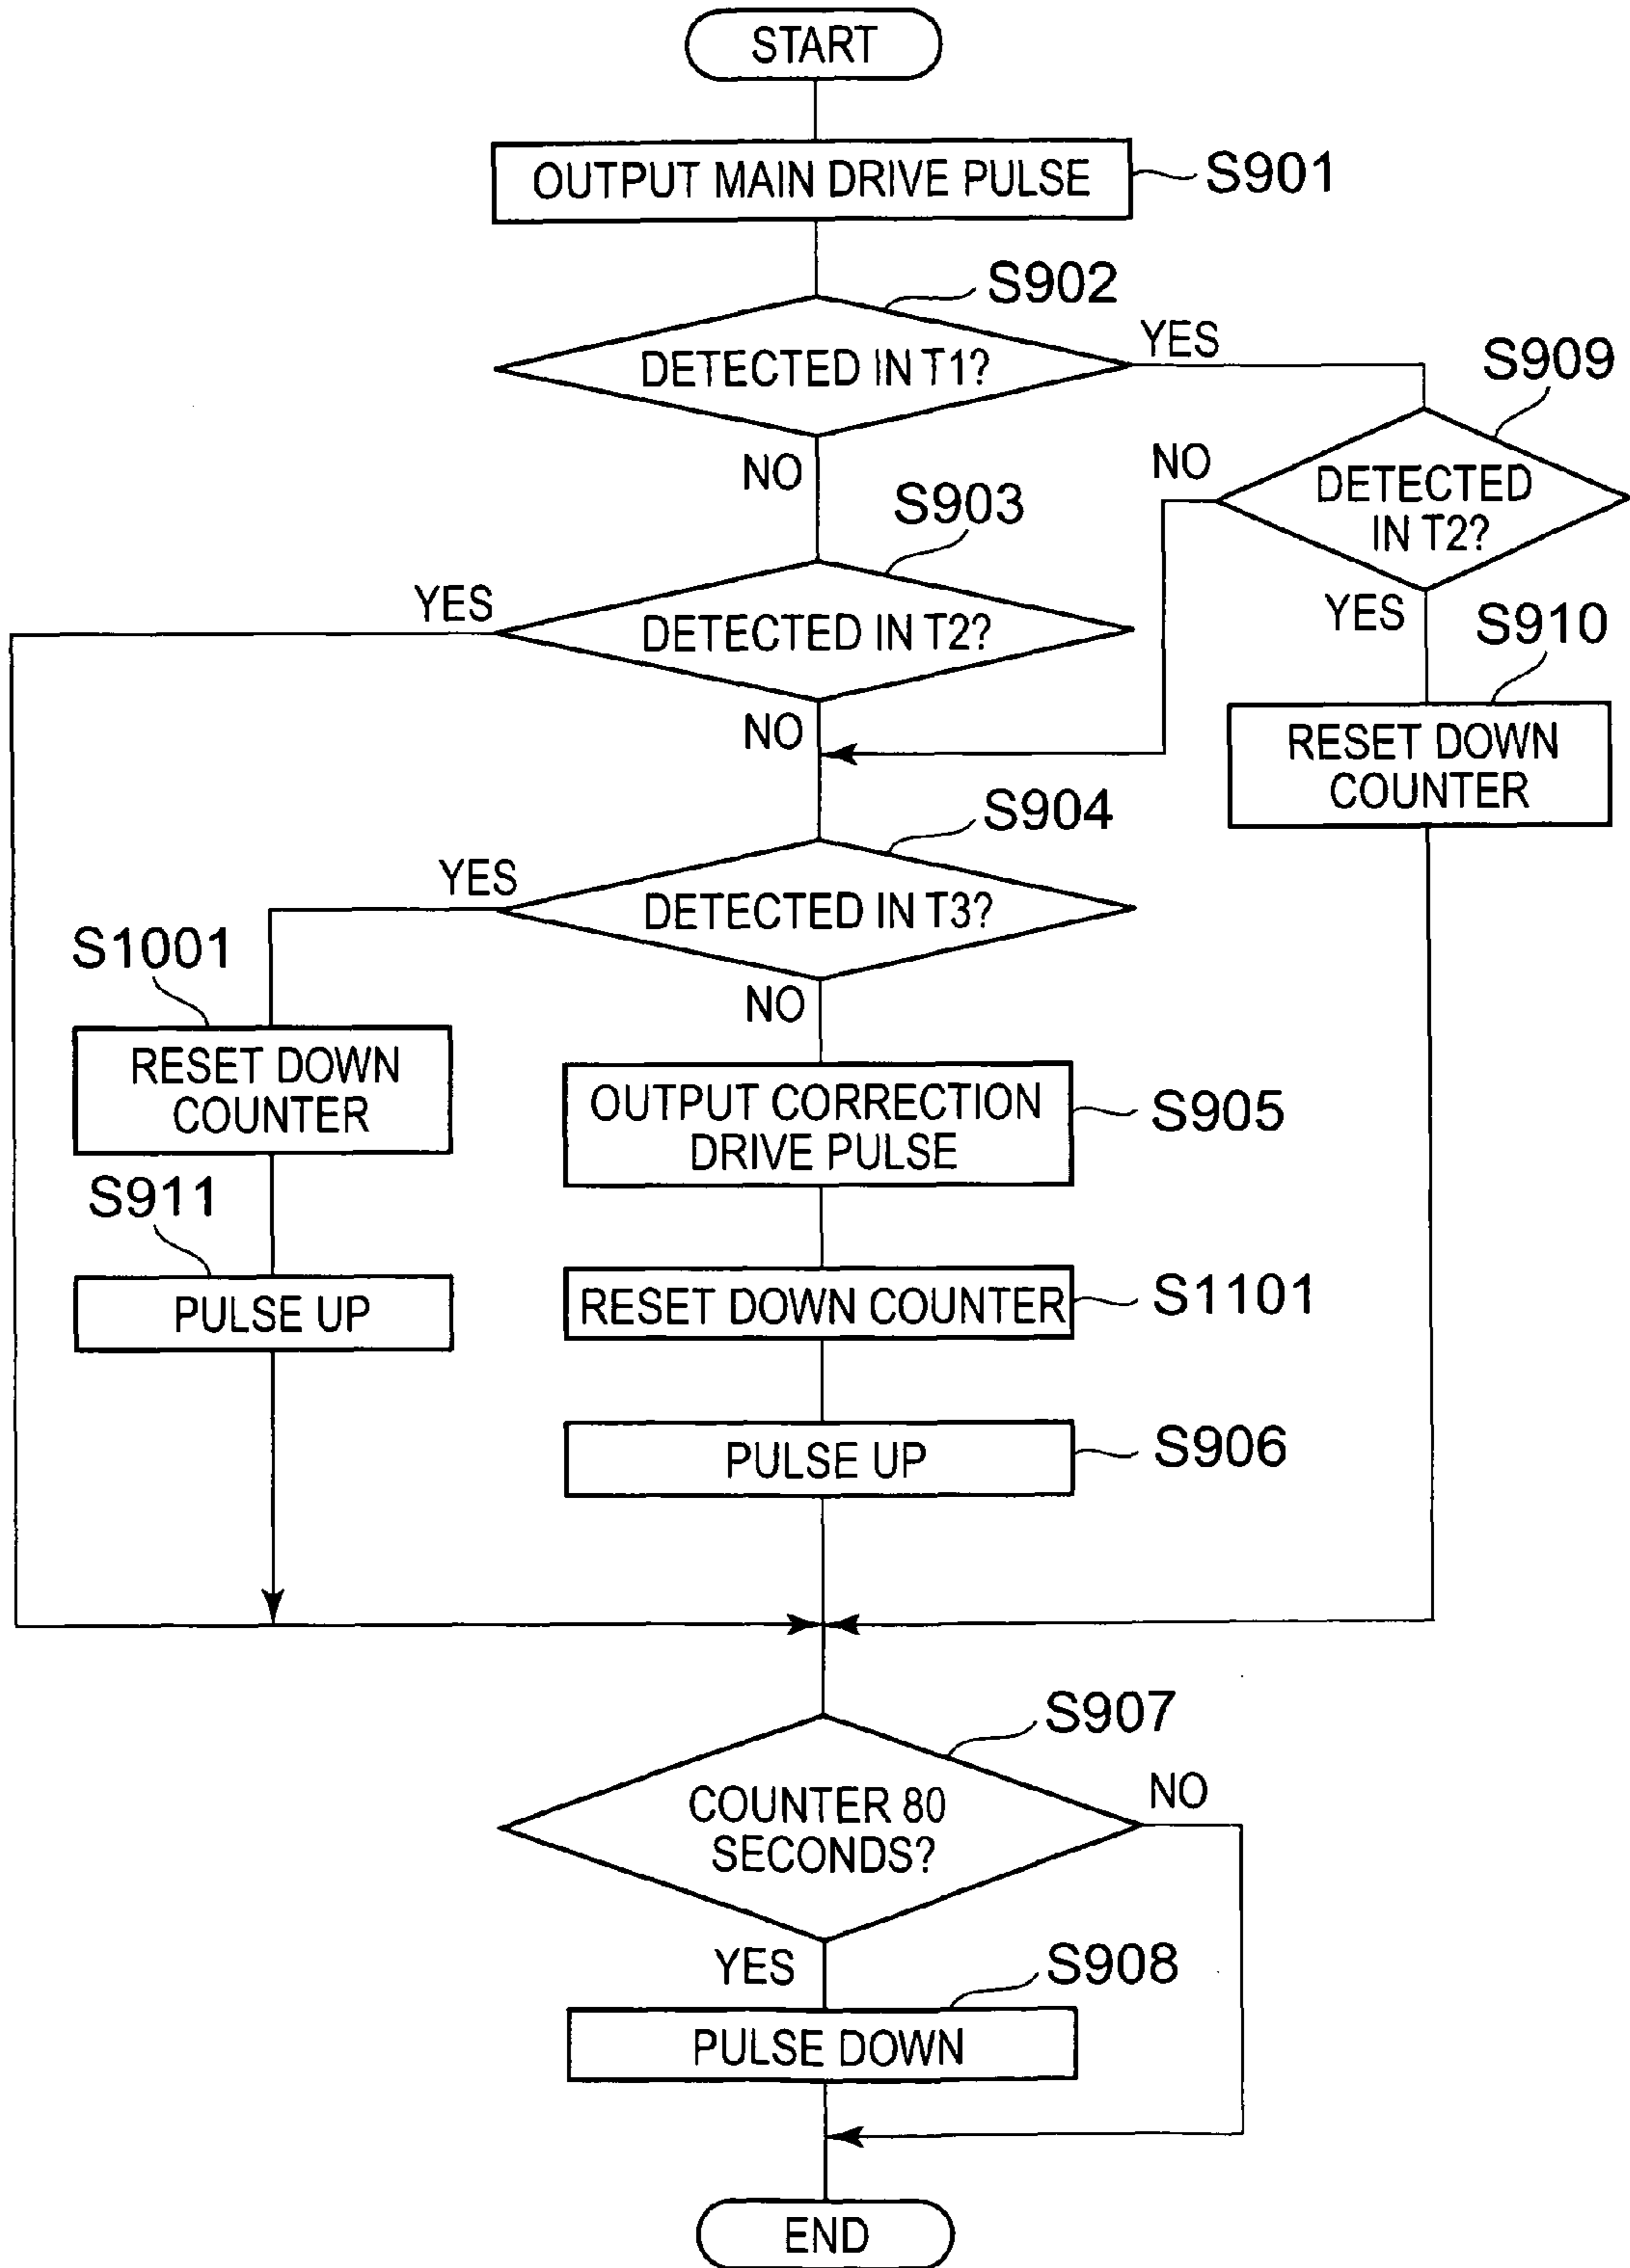 START
OUTPUT MAIN DRIVE PULSE
S901
S902
DETECTED IN T1?
YES
NO
S909
DETECTED
IN T2?
NO
YES
S903
DETECTED IN T2?
YES
NO
S910
RESET DOWN
COUNTER
S904
DETECTED IN T3?
YES
NO
S1001
RESET DOWN
COUNTER
OUTPUT CORRECTION
DRIVE PULSE
S905
S911
PULSE UP
RESET DOWN COUNTER
S1101
PULSE UP
S906
S907
COUNTER 80
SECONDS?
NO
YES
S908
PULSE DOWN
END